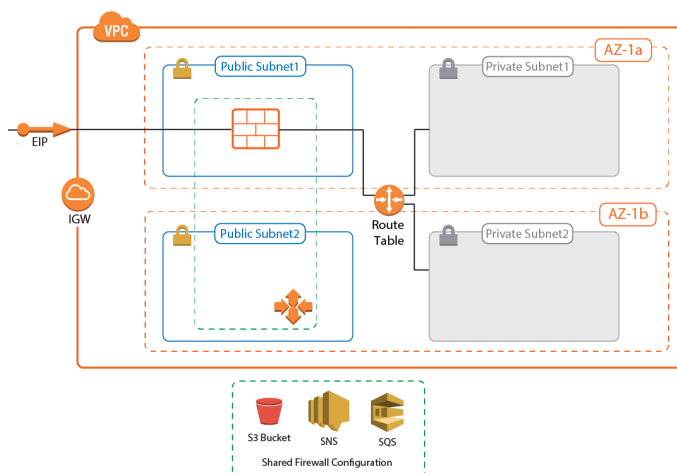 VPC
AZ-1a
Public Subnet1
Private Subnet1
EIP
IGW
Route
Table
AZ-1b
Public Subnet2
Private Subnet2
S3 Bucket
SNS
SQS
Shared Firewall Configuration